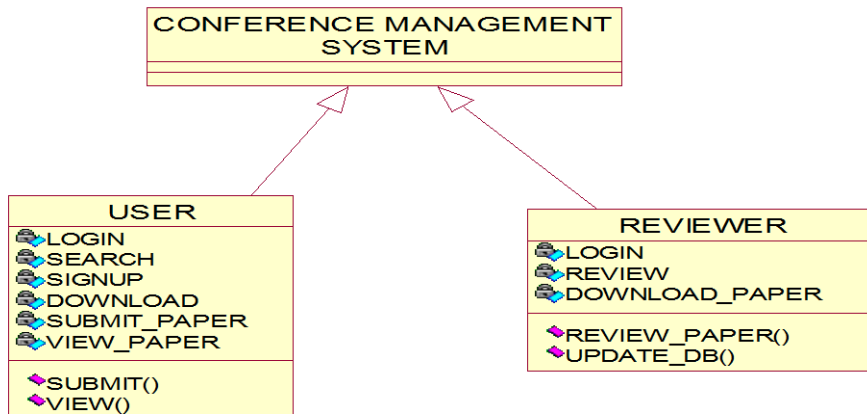 CONFERENCE MANAGEMENT
SYSTEM
USER
LOGIN
SEARCH
SIGNUP
DOWNLOAD
SUBMIT_PAPER
VIEW_PAPER
SUBMIT()
VIEW()
REVIEWER
LOGIN
REVIEW
DOWNLOAD_PAPER
REVIEW_PAPER()
UPDATE_DB()